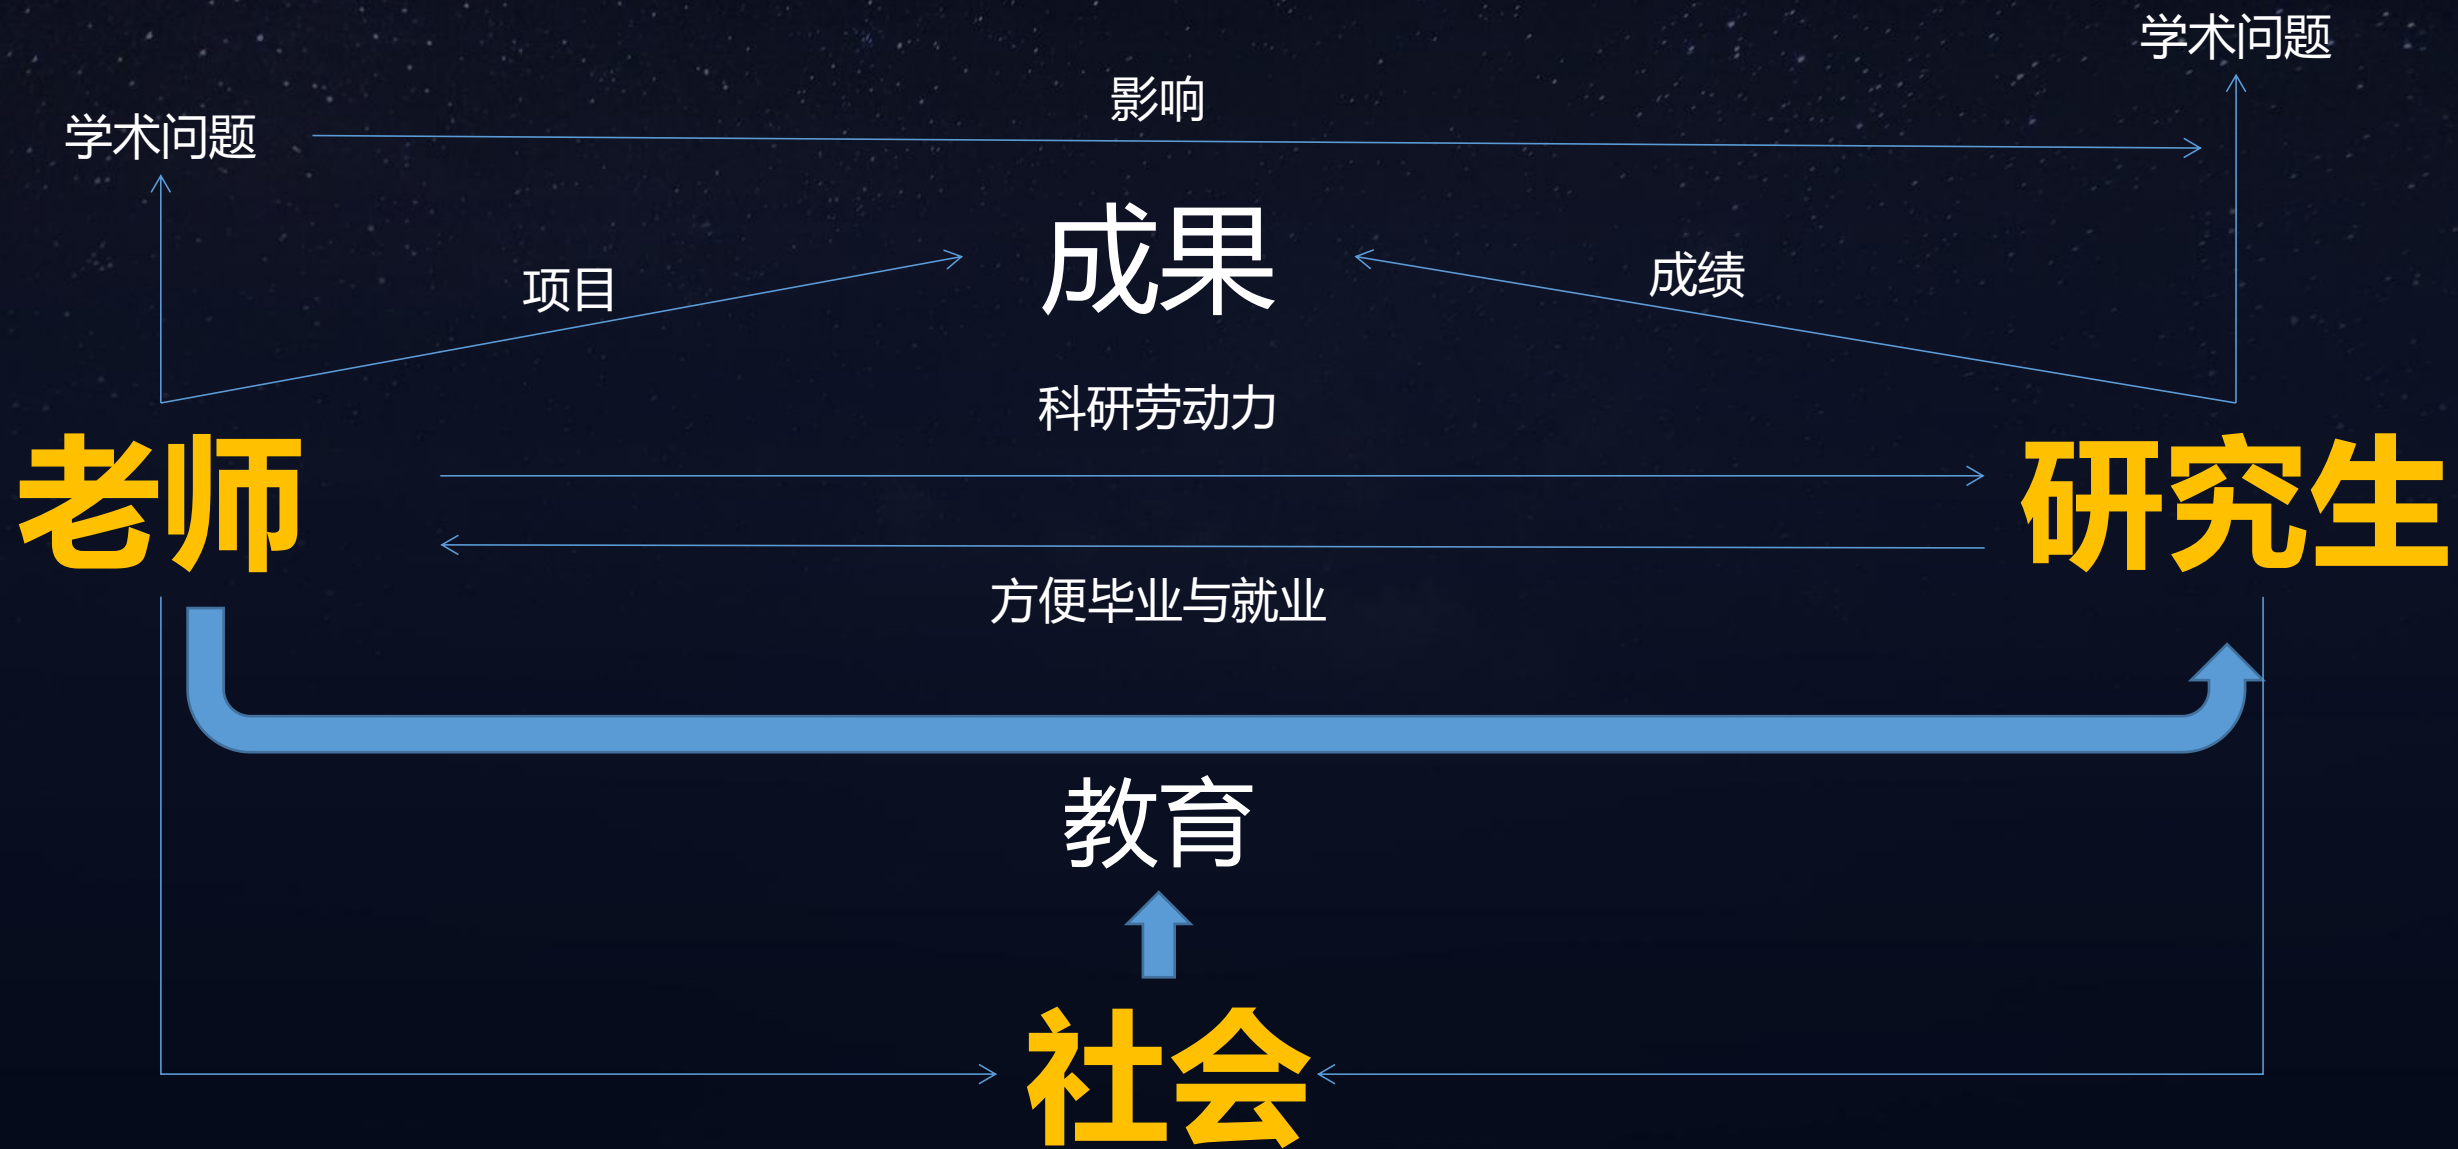 学术问题
影响
学术问题
成果
项目
成绩
科研劳动力
老师
研究生
方便毕业与就业
教育
社会